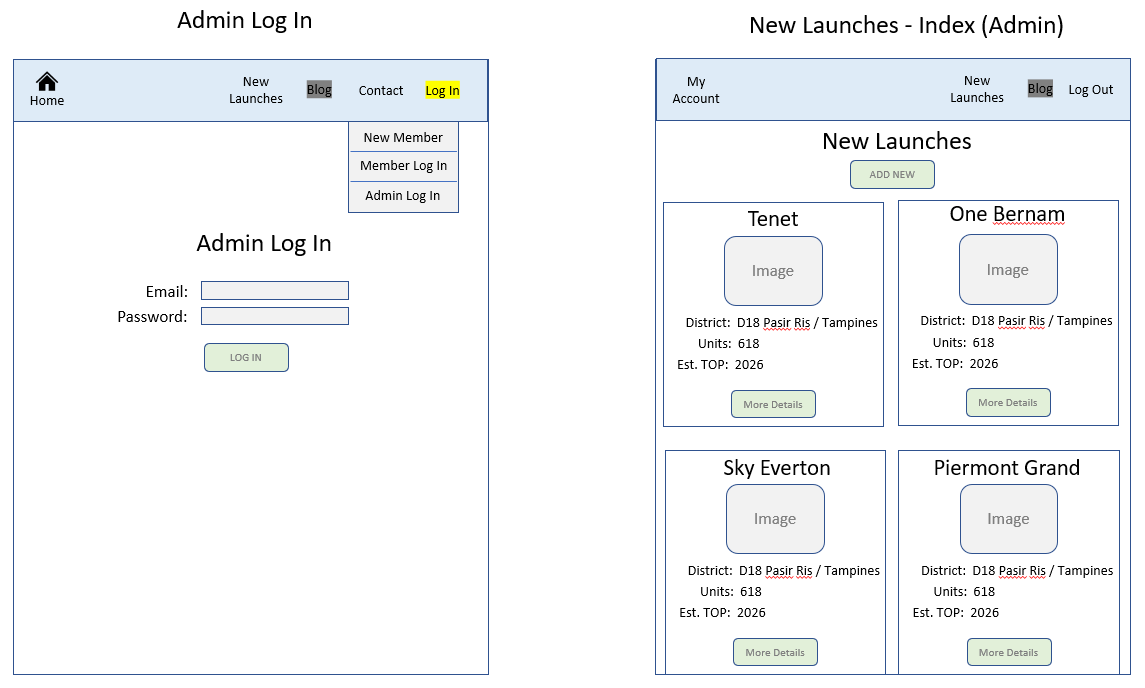 Admin Log In
Home
New
Launches
Blog
Contact
Log In
New Member
Member Log In
Admin Log In
Admin Log In
Email:
Password:
LOG IN
New Launches - Index (Admin)
My
Account
New
Launches
Blog
Log Out
New Launches
ADD NEW
Tenet
Image
District: D18 Pasir Ris / Tampines
Units: 618
Est. TOP: 2026
More Details
One Bernam
Image
District: D18 Pasir Ris / Tampines
Units: 618
Est. TOP: 2026
More Details
Sky Everton
Image
District: D18 Pasir Ris / Tampines
Units: 618
Est. TOP: 2026
More Details
Piermont Grand
Image
District: D18 Pasir Ris / Tampines
Units: 618
Est. TOP: 2026
More Details